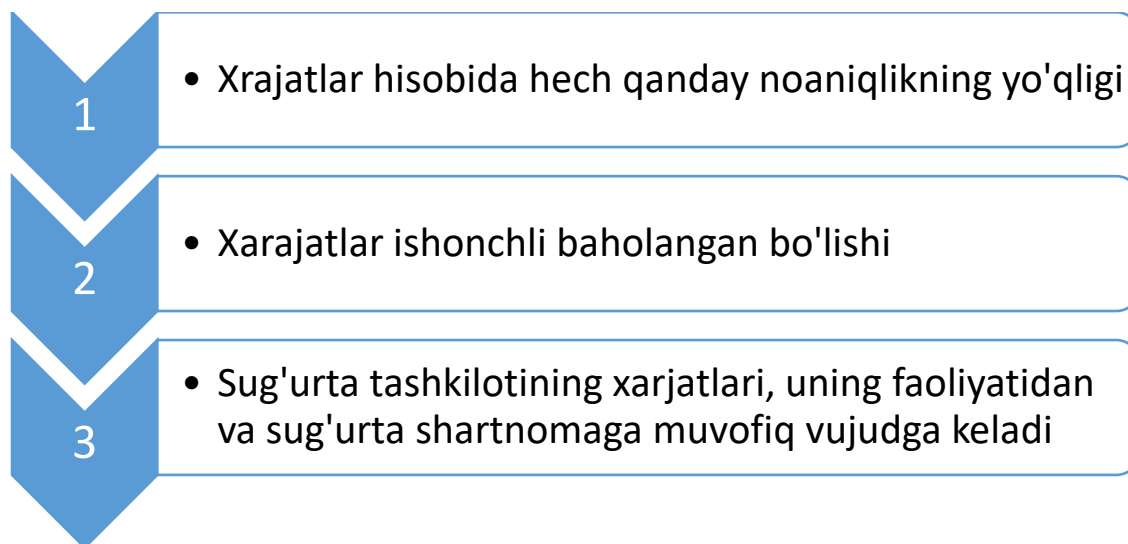 1
• Xrajatlar hisobida hech qanday noaniqlikning yo'qligi
2
• Xarajatlar ishonchli baholangan bo'lishi
3
• Sug'urta tashkilotining xarjatlari, uning faoliyatidan
va sug'urta shartnomaga muvofiq vujudga keladi